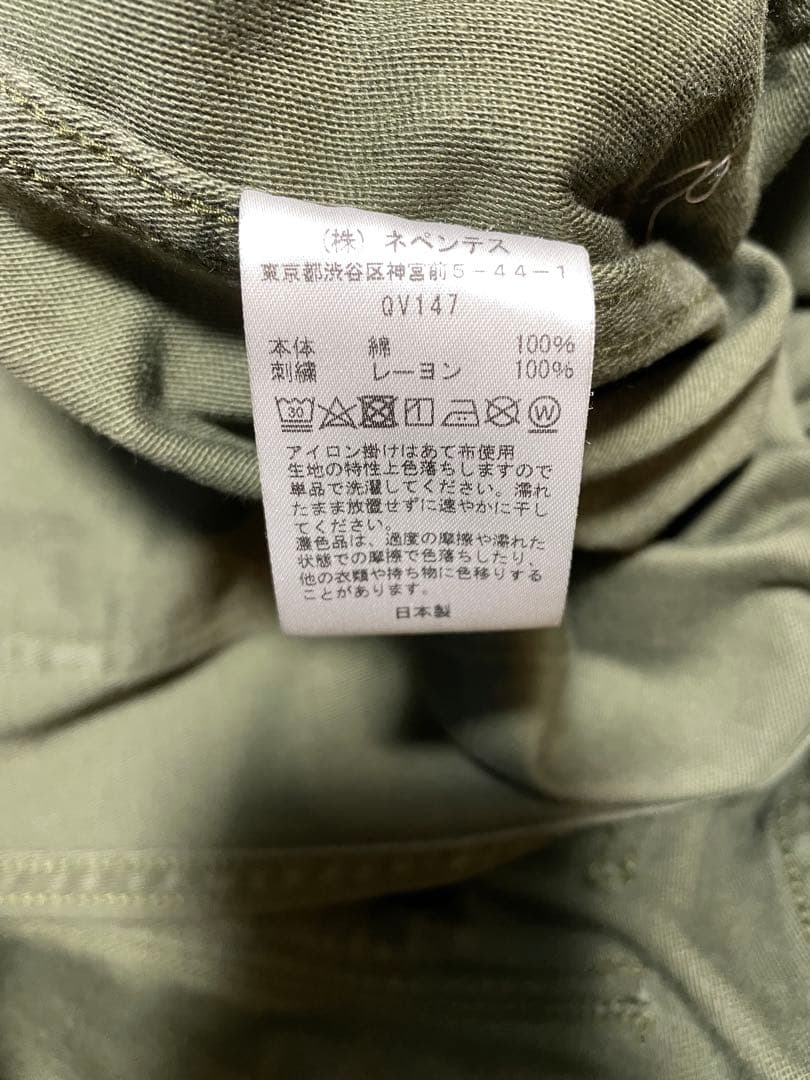 (株) ネペンテス
東京都渋谷区神宮前5-44-1
QV147
本体 綿 100%
刺繍 レーヨン 100%
30 1 W
アイロン掛けはあて布使用
生地の特性上色落ちしますので
単品で洗濯してください。濡れ
たまま放置せずに速やかに干し
てください。
濃色品は、過度の摩擦や濡れた
状態での摩擦で色落ちしたり、
他の衣類や持ち物に色移りする
ことがあります。
日本製